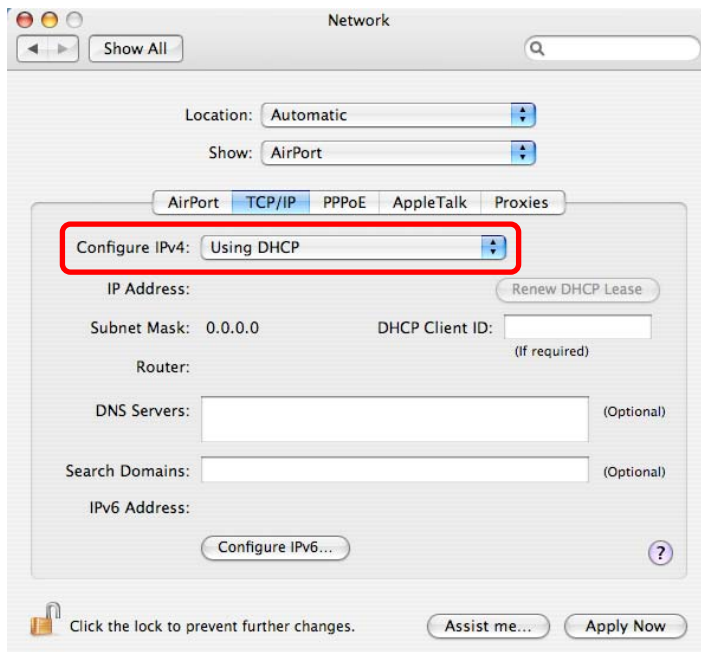 Network
Show All
Location: Automatic
Show: AirPort
AirPort TCP/IP PPPoE AppleTalk Proxies
Configure IPv4: Using DHCP
IP Address: Renew DHCP Lease
Subnet Mask: 0.0.0.0 DHCP Client ID:
(If required)
Router:
DNS Servers: (Optional)
Search Domains: (Optional)
IPv6 Address:
Configure IPv6...
?
Click the lock to prevent further changes. Assist me... Apply Now